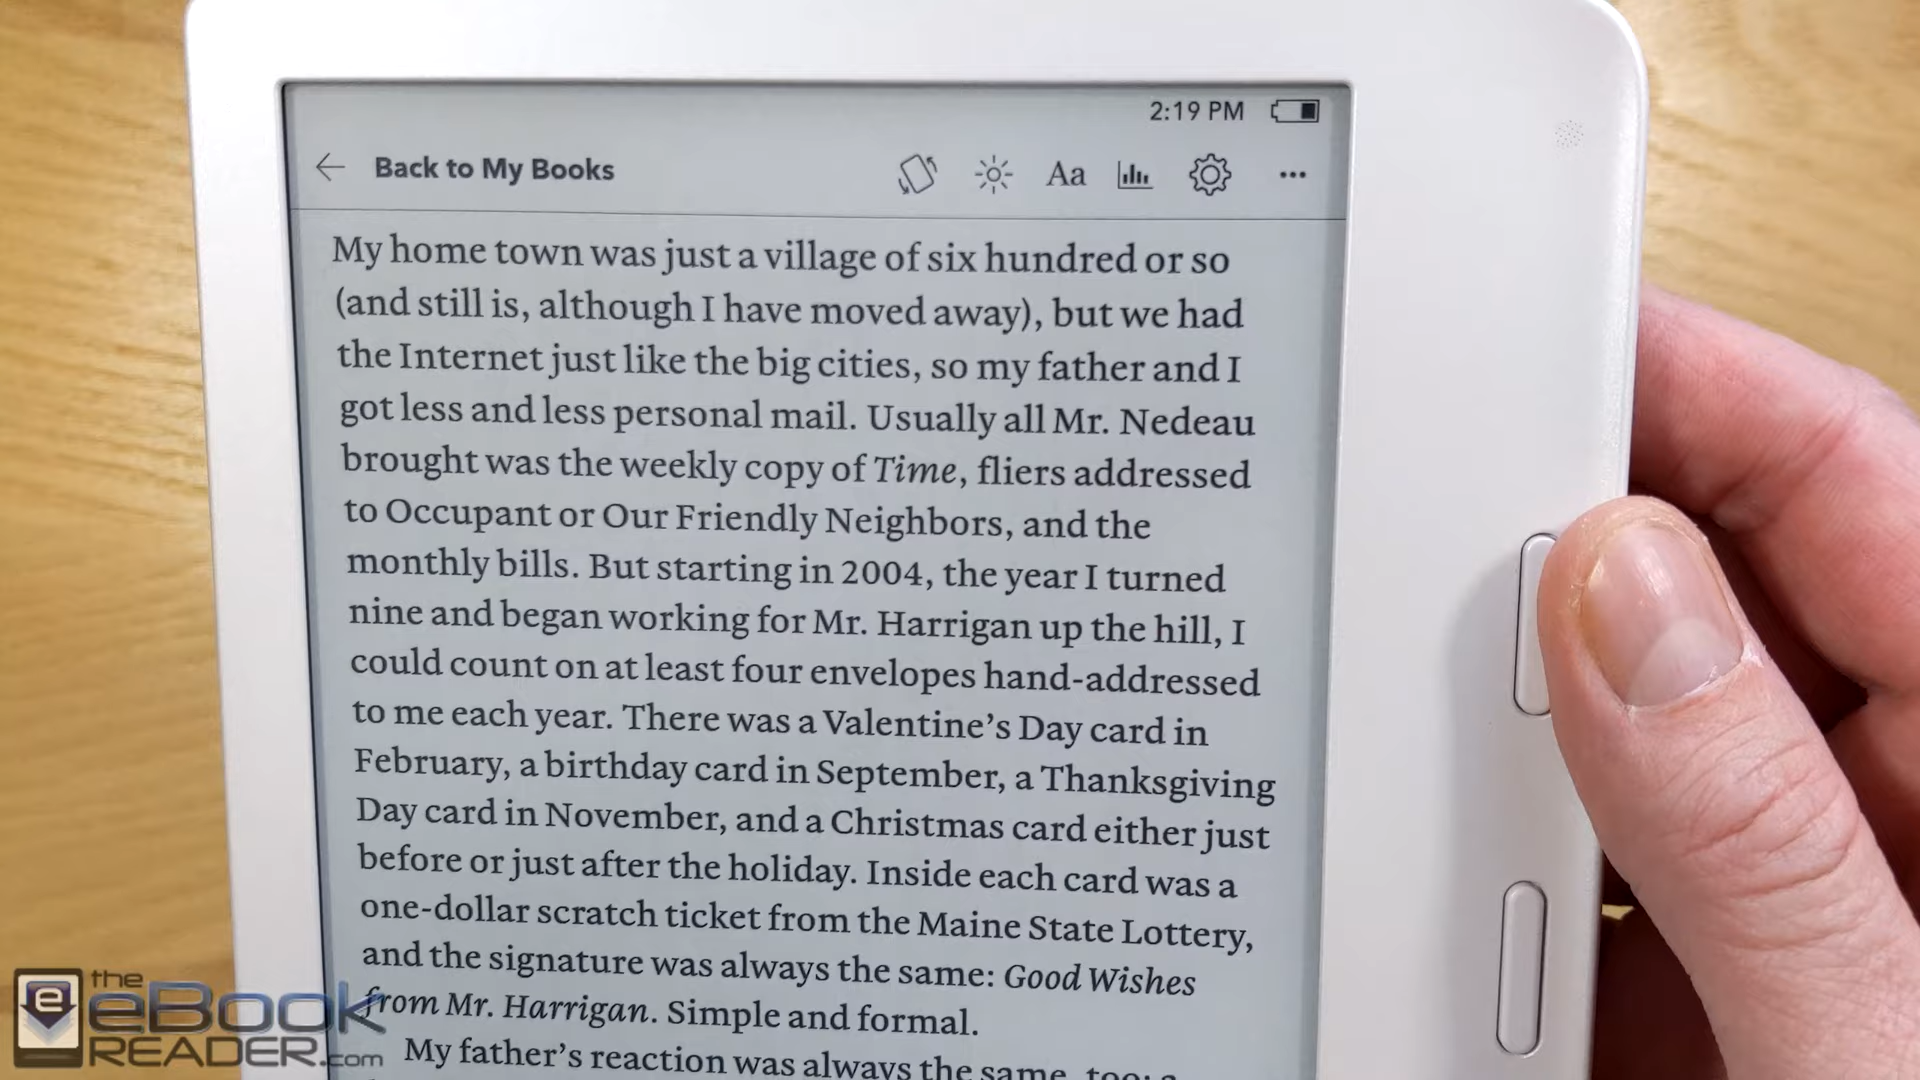 2:19 PM
Back to My Books
Aa
My home town was just a village of six hundred or so
(and still is, although I have moved away), but we had
the Internet just like the big cities, so my father and I
got less and less personal mail. Usually all Mr. Nedeau
brought was the weekly copy of Time, fliers addressed
to Occupant or Our Friendly Neighbors, and the
monthly bills. But starting in 2004, the year I turned
nine and began working for Mr. Harrigan up the hill, I
could count on at least four envelopes hand-addressed
to me each year. There was a Valentine’s Day card in
February, a birthday card in September, a Thanksgiving
Day card in November, and a Christmas card either just
before or just after the holiday. Inside each card was a
one-dollar scratch ticket from the Maine State Lottery,
and the signature was always the same: Good Wishes
from Mr. Harrigan. Simple and formal.
My father’s reaction was always the same, too: a
e
the
eBook
READER.com